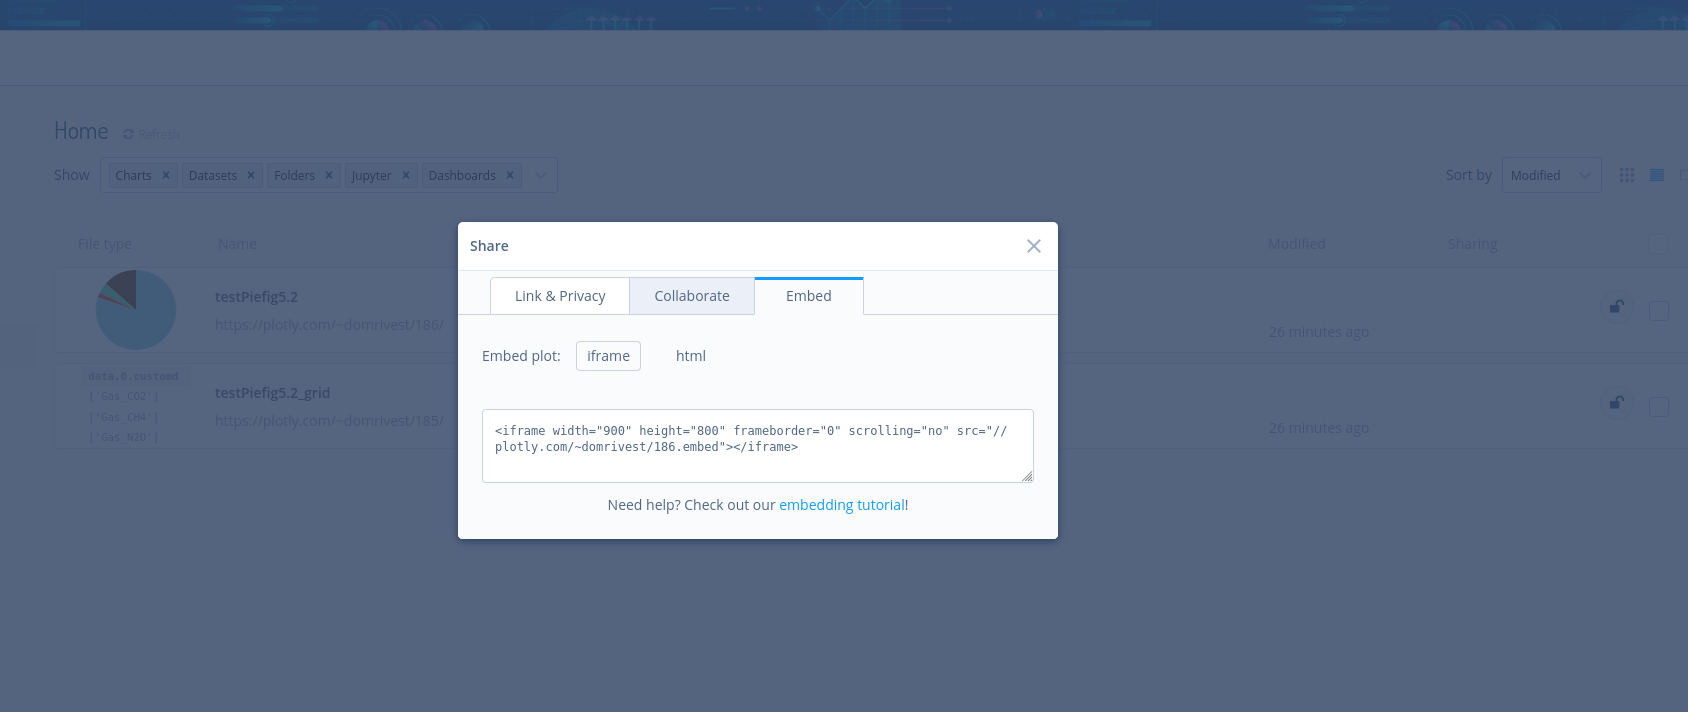 Home Refresh
Show Charts × Datasets × Folders × Jupyter × Dashboards × Sort by Modified
File type Name Modified Sharing
testPiefig5.2
https://plotly.com/~domrivest/186/
26 minutes ago
data.0.customd
['Gas_CO2']
['Gas_CH4']
['Gas_N2O']
testPiefig5.2_grid
https://plotly.com/~domrivest/185/
26 minutes ago
Share
Link & Privacy Collaborate Embed
Embed plot: iframe html
<iframe width="900" height="800" frameborder="0" scrolling="no" src="//
plotly.com/~domrivest/186.embed"></iframe>
Need help? Check out our embedding tutorial!